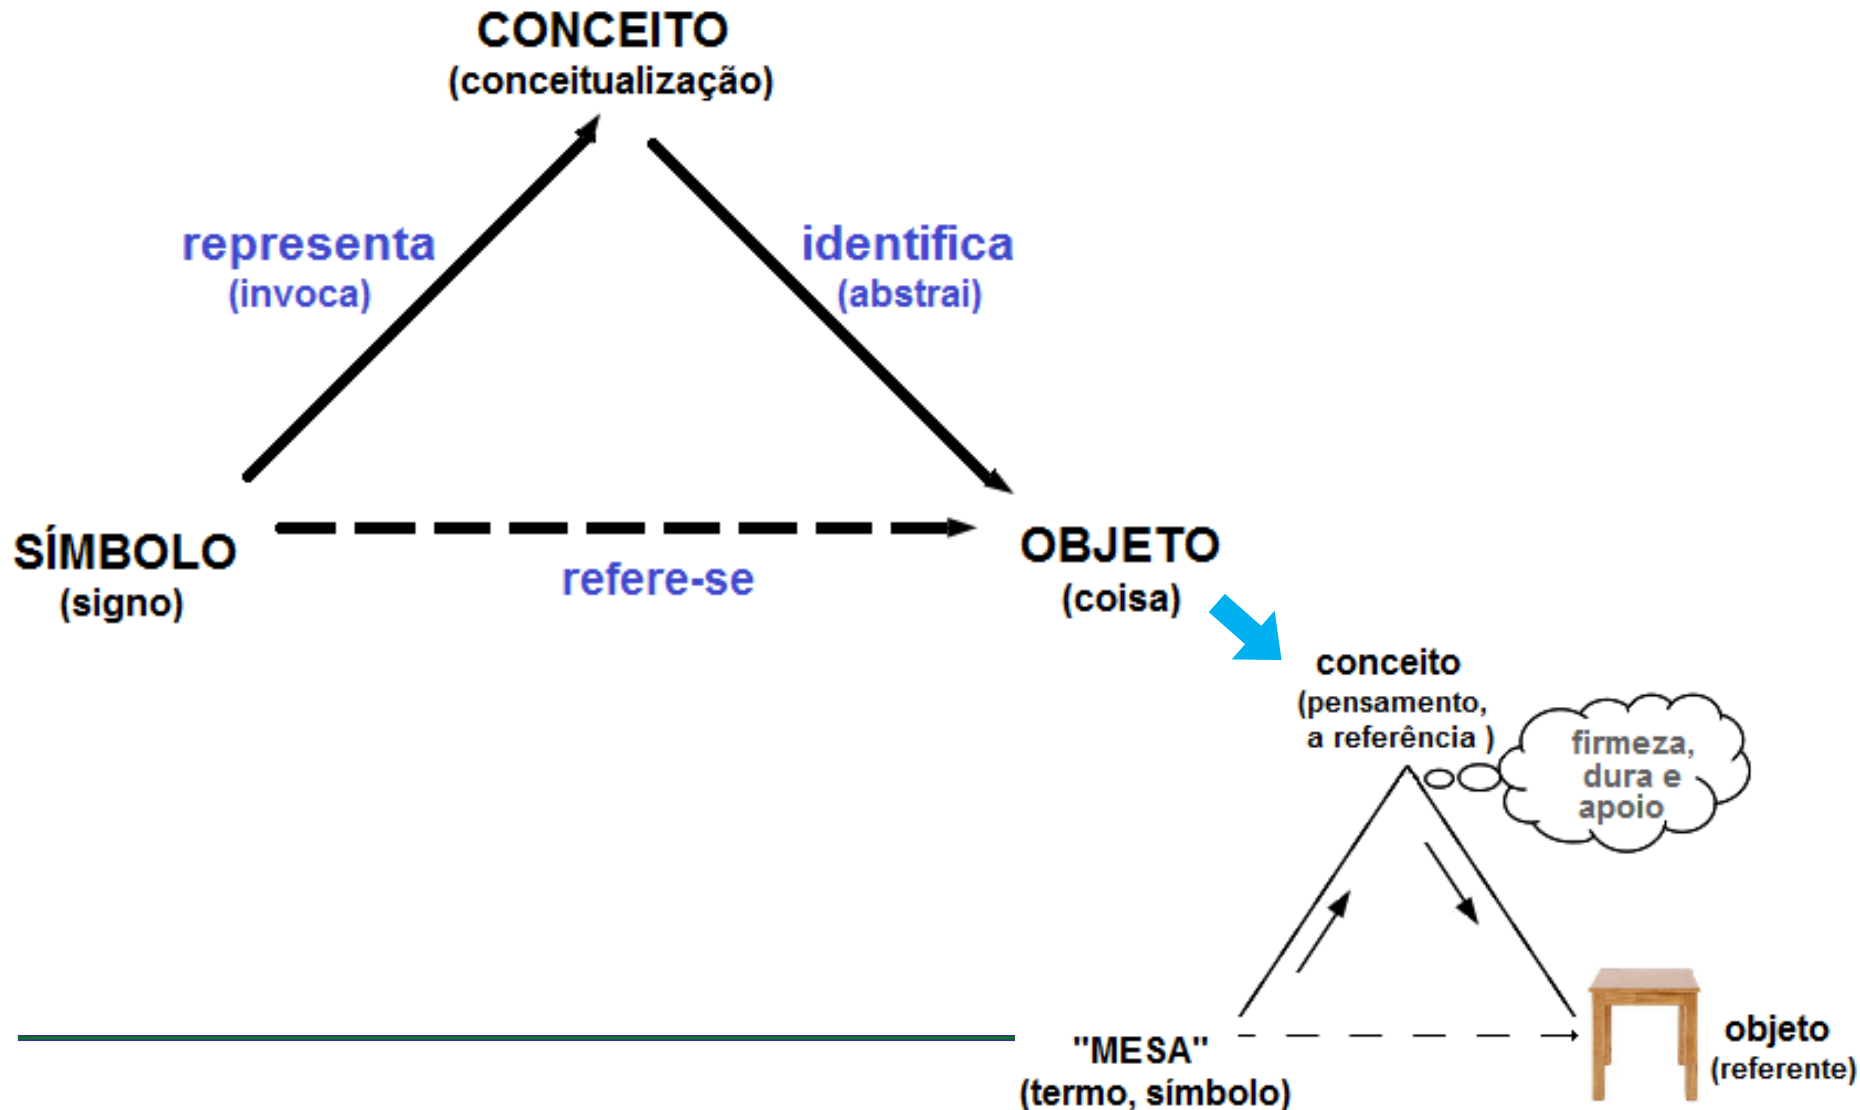 CONCEITO
(conceitualização)
representa
(invoca)
identifica
(abstrai)
SÍMBOLO
(signo)
refere-se
OBJETO
(coisa)
conceito
(pensamento,
a referência )
firmeza,
dura e
apoio
"MESA"
(termo, símbolo)
objeto
(referente)